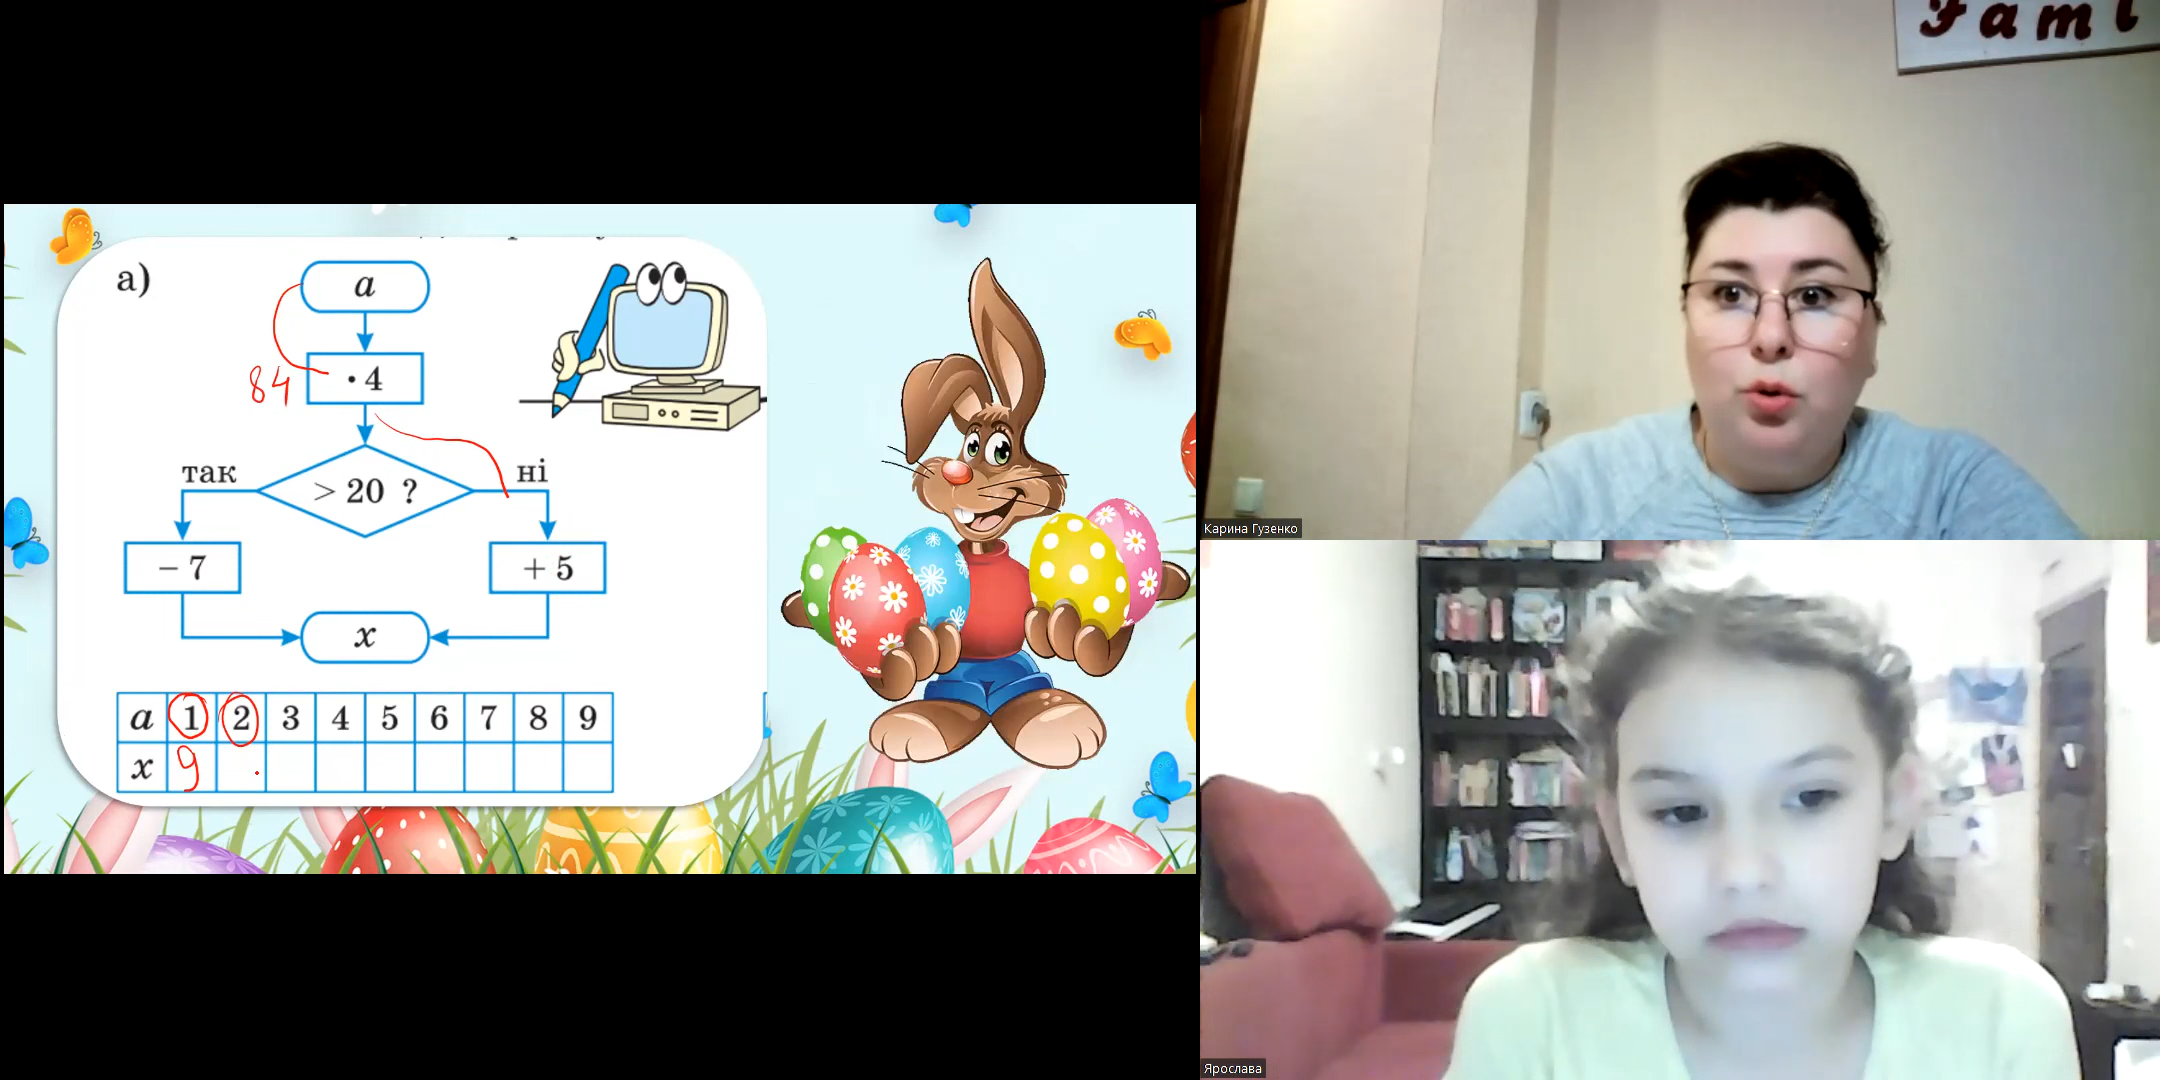 а)
a
84
· 4
так
> 20 ?
ні
– 7
+ 5
x
a 1 2 3 4 5 6 7 8 9
x 9
Fami
Карина Гузенко
Ярослава